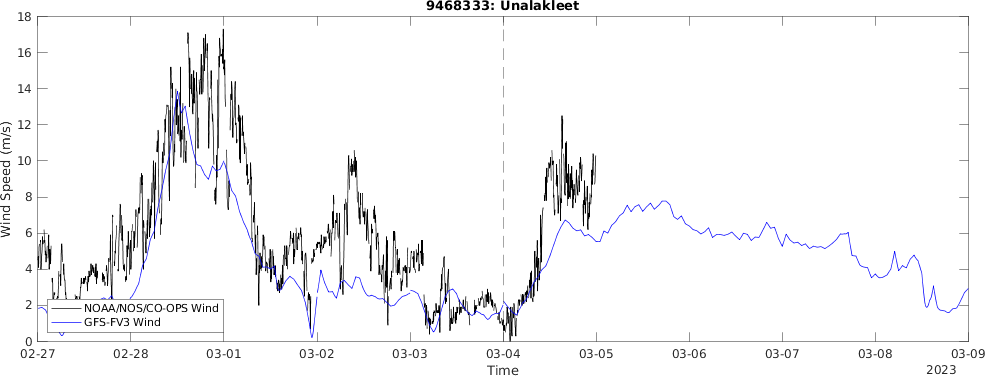 9468333: Unalakleet
18
16
14
12
10
8
6
4
2
0
Wind Speed (m/s)
NOAA/NOS/CO-OPS Wind
GFS-FV3 Wind
02-27 02-28 03-01 03-02 03-03 03-04 03-05 03-06 03-07 03-08 03-09
Time
2023